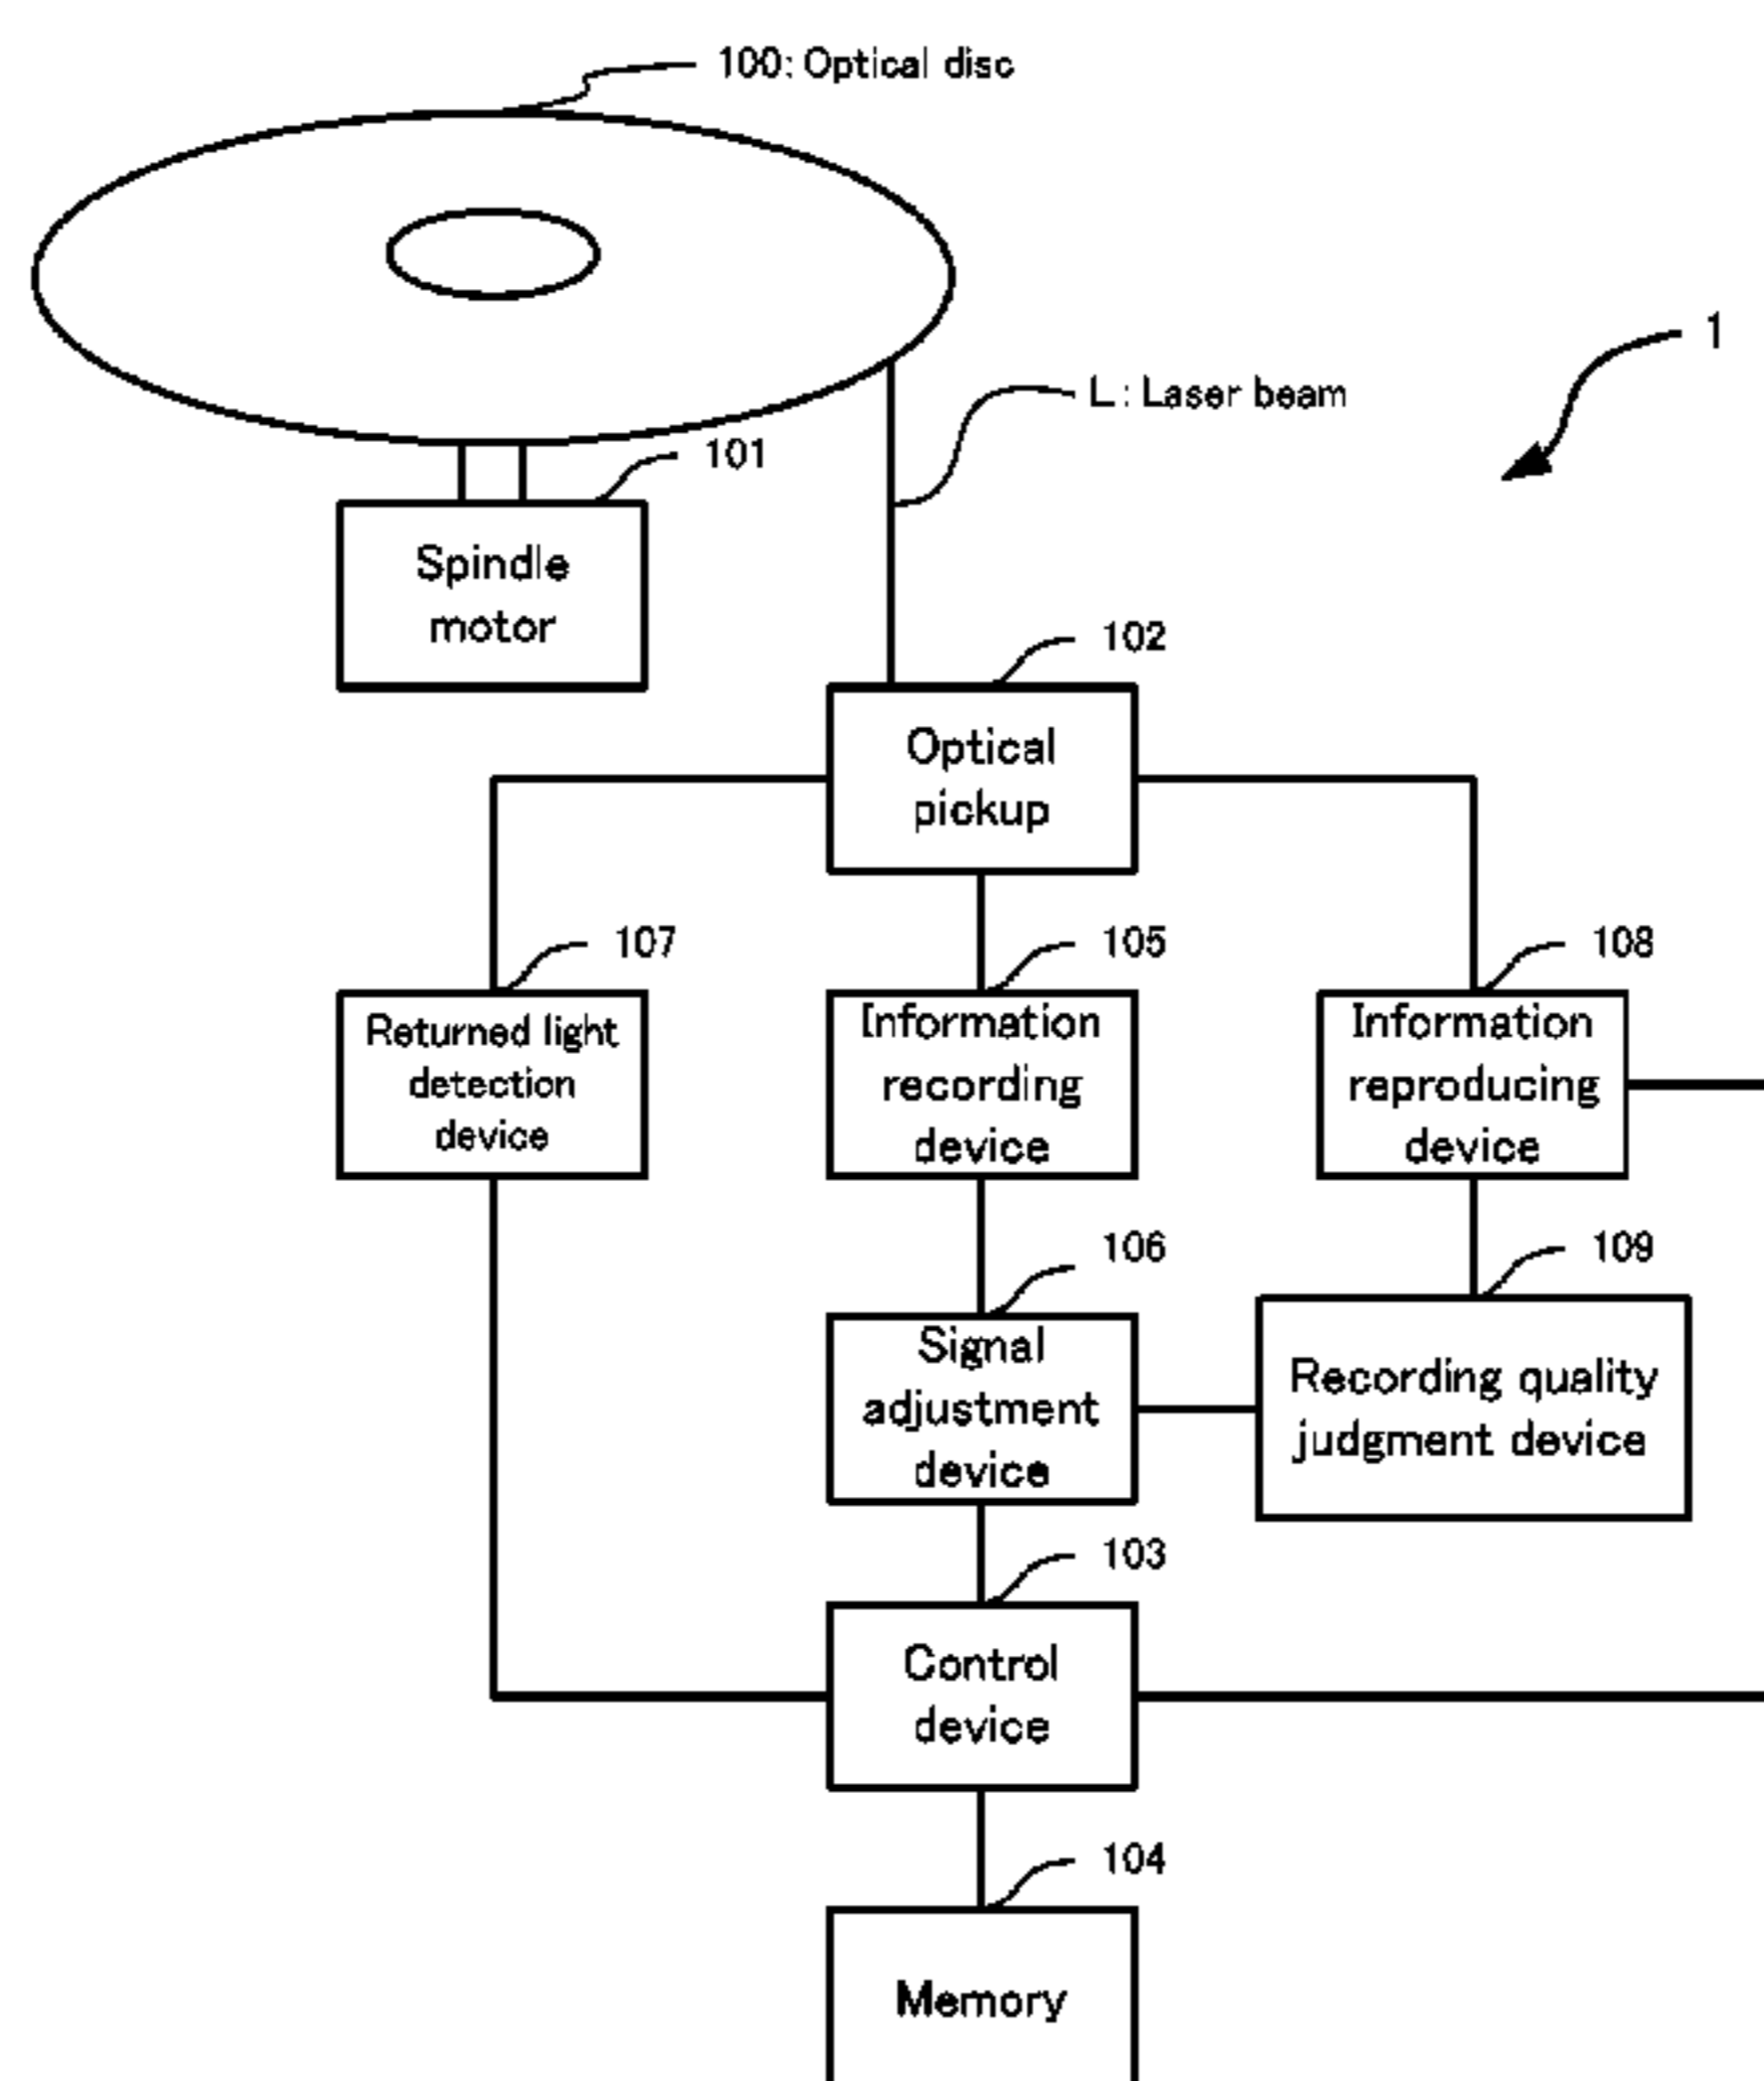 100: Optical disc
1
L: Laser beam
101
Spindle
motor
102
Optical
pickup
107
105
108
Returned light
detection
device
Information
recording
device
Information
reproducing
device
106
109
Signal
adjustment
device
Recording quality
judgment device
103
Control
device
104
Memory